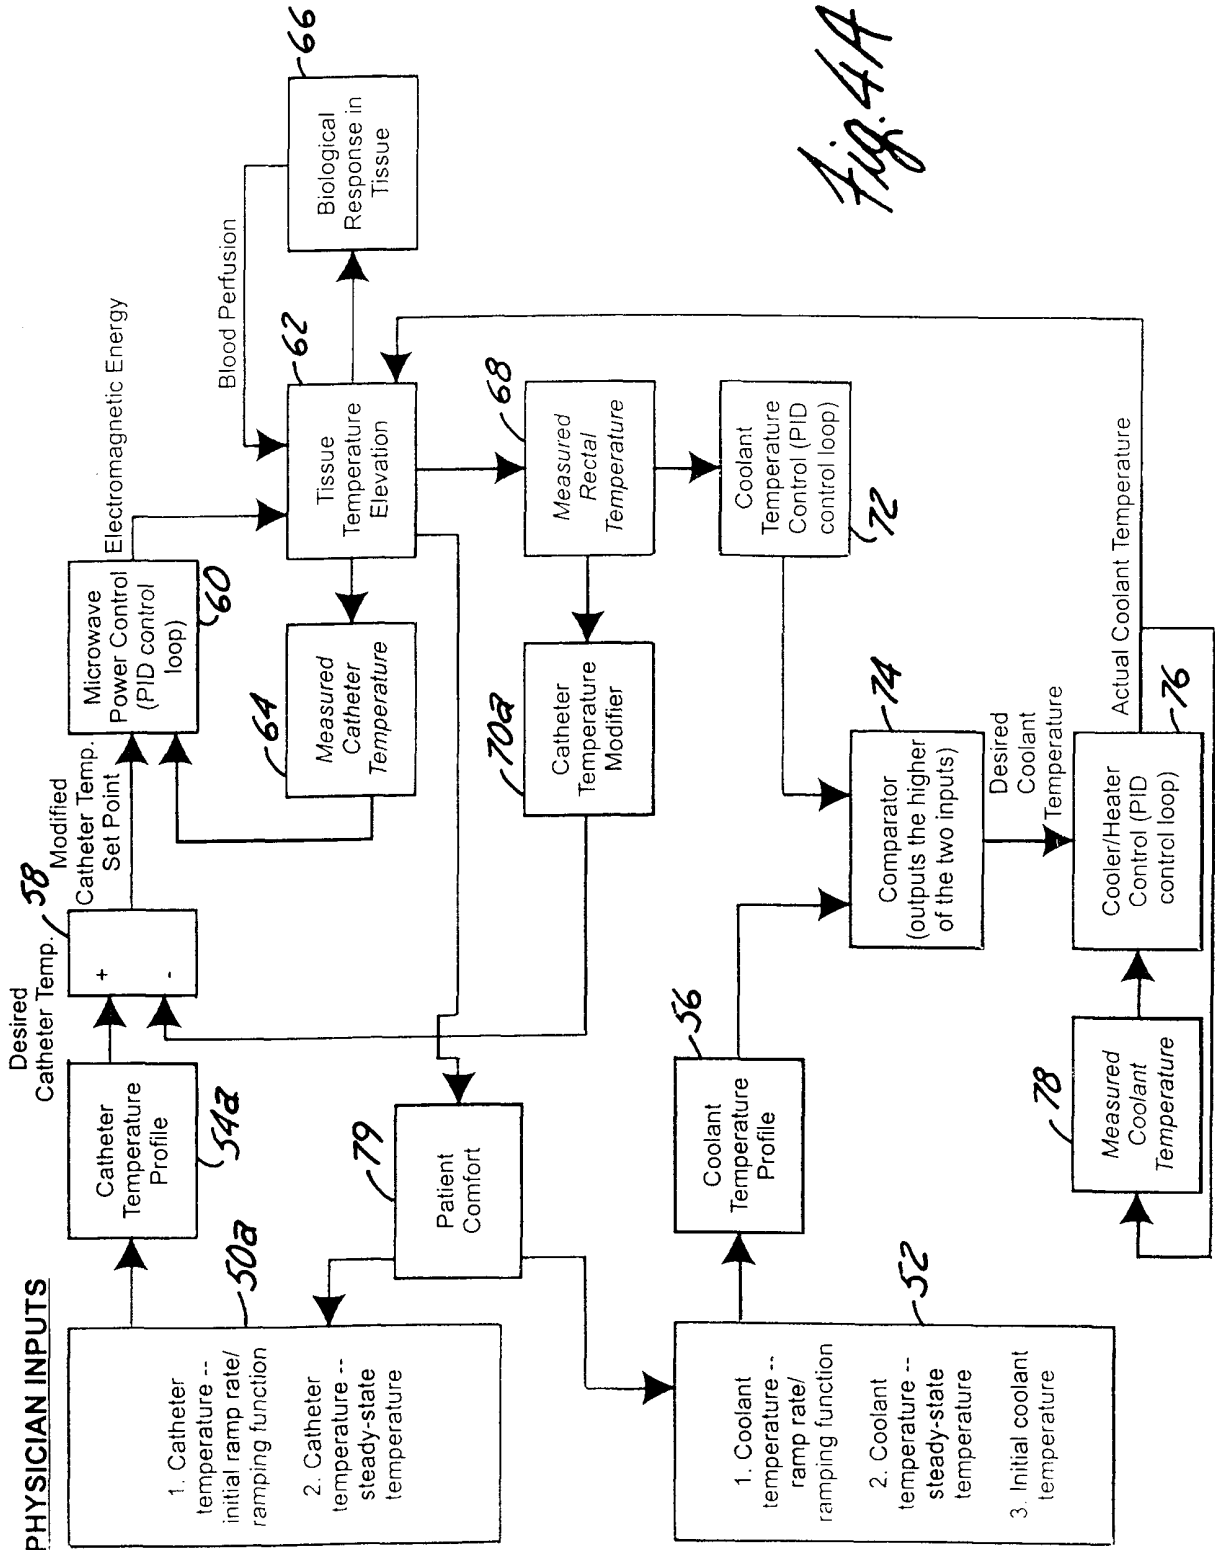 PHYSICIAN INPUTS
1. Catheter
temperature --
initial ramp rate/
ramping function
2. Catheter
temperature --
steady-state
temperature
50a
Catheter
Temperature
Profile
54a
Desired
Catheter Temp.
+
-
58
Modified
Catheter Temp.
Set Point
Microwave
Power Control
(PID control
loop)
60
Electromagnetic Energy
Blood Perfusion
Measured
Catheter
Temperature
64
Tissue
Temperature
Elevation
62
Biological
Response in
Tissue
66
Patient
Comfort
79
Catheter
Temperature
Modifier
70a
Measured
Rectal
Temperature
68
1. Coolant
temperature --
ramp rate/
ramping function
2. Coolant
temperature --
steady-state
temperature
3. Initial coolant
temperature
52
Coolant
Temperature
Profile
56
Coolant
Temperature
Control (PID
control loop)
72
Comparator
(outputs the higher
of the two inputs)
74
Desired
Coolant
Temperature
Measured
Coolant
Temperature
78
Cooler/Heater
Control (PID
control loop)
76
Actual Coolant Temperature
Fig. 4A